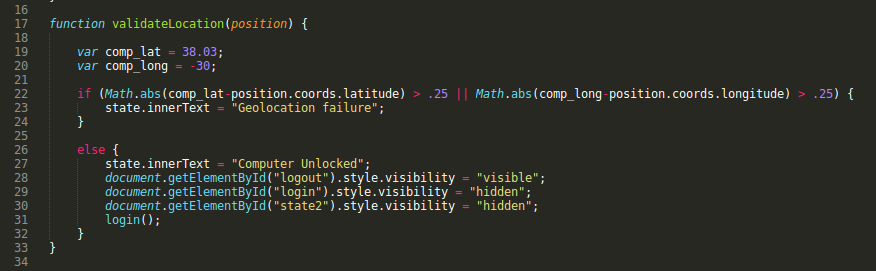 16
17 function validateLocation(position) {
18
19 var comp_lat = 38.03;
20 var comp_long = -30;
21
22 if (Math.abs(comp_lat-position.coords.latitude) > .25 || Math.abs(comp_long-position.coords.longitude) > .25) {
23 state.innerText = "Geolocation failure";
24 }
25
26 else {
27 state.innerText = "Computer Unlocked";
28 document.getElementById("logout").style.visibility = "visible";
29 document.getElementById("login").style.visibility = "hidden";
30 document.getElementById("state2").style.visibility = "hidden";
31 login();
32 }
33 }
34